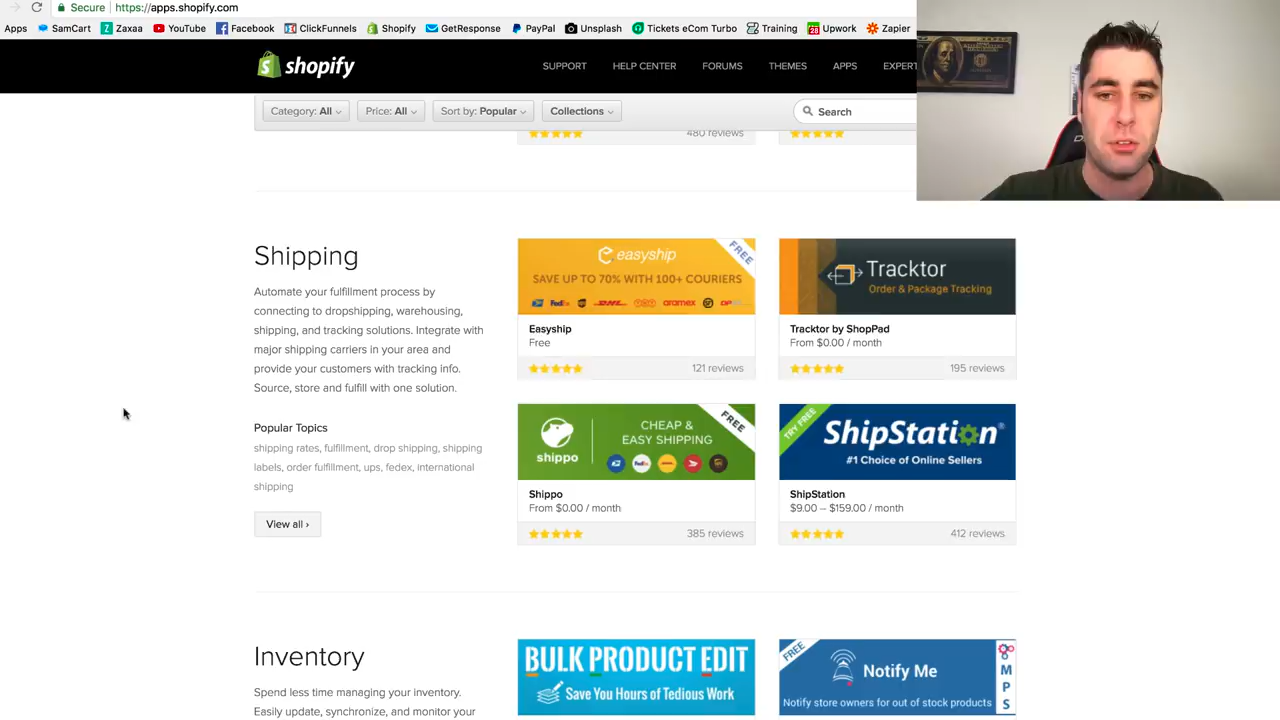 Secure https://apps.shopify.com
Apps SamCart Zaxaa YouTube Facebook ClickFunnels Shopify GetResponse PayPal Unsplash Tickets eCom Turbo Training 28 Upwork Zapier
shopify SUPPORT HELP CENTER FORUMS THEMES APPS EXPERT
Category: All Price: All Sort by: Popular Collections Search
480 reviews
Shipping
Automate your fulfillment process by
connecting to dropshipping, warehousing,
shipping, and tracking solutions. Integrate with
major shipping carriers in your area and
provide your customers with tracking info.
Source, store and fulfill with one solution.
Popular Topics
shipping rates, fulfillment, drop shipping, shipping
labels, order fulfillment, ups, fedex, international
shipping
View all ›
easyship
FREE
SAVE UP TO 70% WITH 100+ COURIERS
FedEx DHL aramex
Easyship
Free
121 reviews
Tracktor
Order & Package Tracking
Tracktor by ShopPad
From $0.00 / month
195 reviews
shippo
CHEAP &
EASY SHIPPING
FREE
Shippo
From $0.00 / month
385 reviews
TRY FREE
ShipStation®
#1 Choice of Online Sellers
ShipStation
$9.00 – $159.00 / month
412 reviews
Inventory
Spend less time managing your inventory.
Easily update, synchronize, and monitor your
BULK PRODUCT EDIT
Save You Hours of Tedious Work
FREE
Notify Me
Notify store owners for out of stock products
OMPS